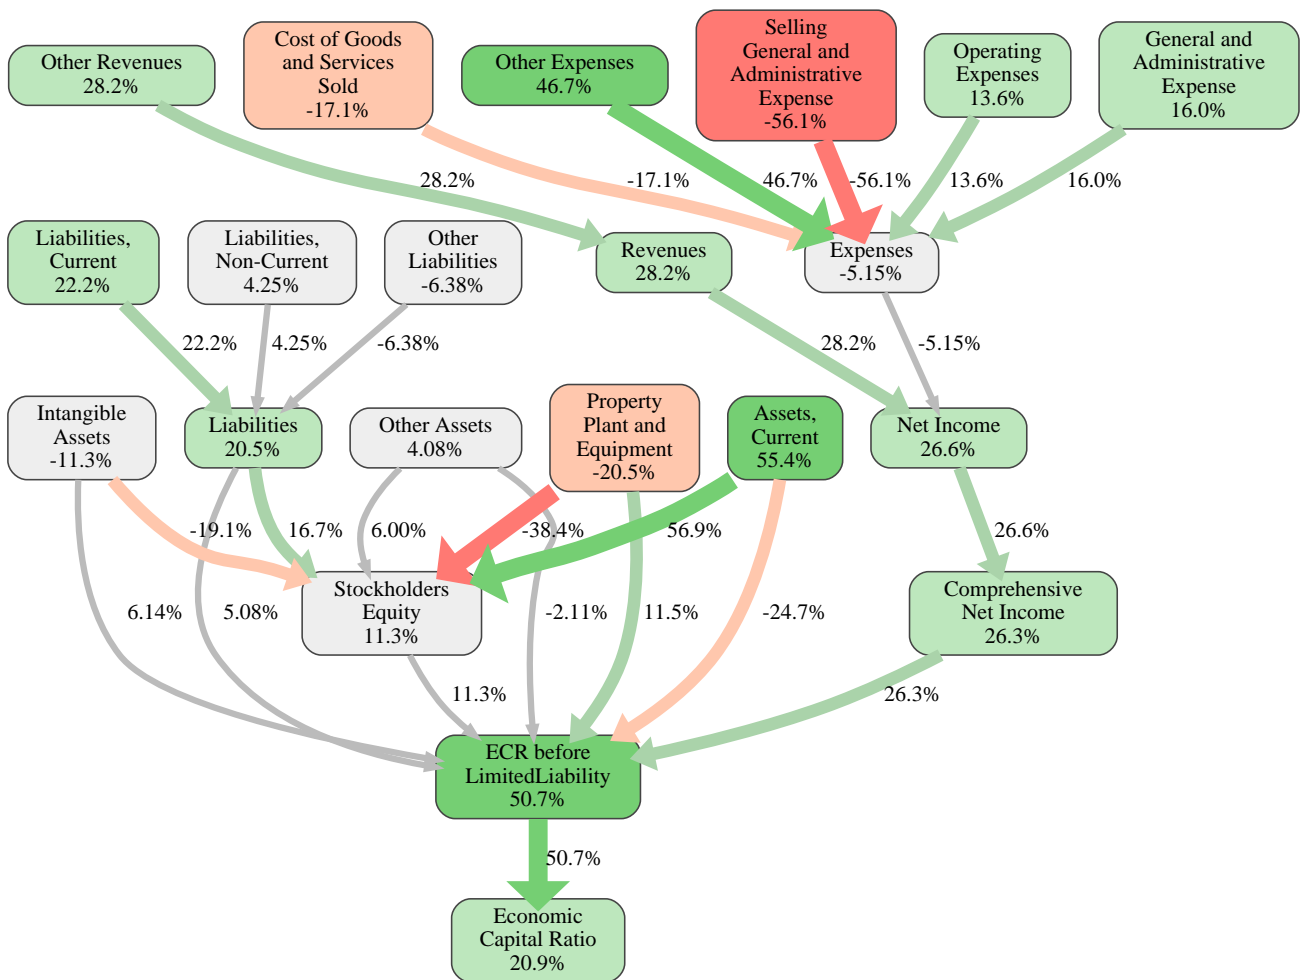 Other Revenues
28.2%
Cost of Goods
and Services
Sold
-17.1%
Other Expenses
46.7%
Selling
General and
Administrative
Expense
-56.1%
Operating
Expenses
13.6%
General and
Administrative
Expense
16.0%
28.2%
-17.1%
46.7%
-56.1%
13.6%
16.0%
Liabilities,
Current
22.2%
Liabilities,
Non-Current
4.25%
Other
Liabilities
-6.38%
Revenues
28.2%
Expenses
-5.15%
22.2%
4.25%
-6.38%
28.2%
-5.15%
Intangible
Assets
-11.3%
Liabilities
20.5%
Other Assets
4.08%
Property
Plant and
Equipment
-20.5%
Assets,
Current
55.4%
Net Income
26.6%
-19.1%
16.7%
6.00%
-38.4%
56.9%
26.6%
Stockholders
Equity
11.3%
Comprehensive
Net Income
26.3%
6.14%
5.08%
-2.11%
11.5%
-24.7%
11.3%
26.3%
ECR before
LimitedLiability
50.7%
50.7%
Economic
Capital Ratio
20.9%